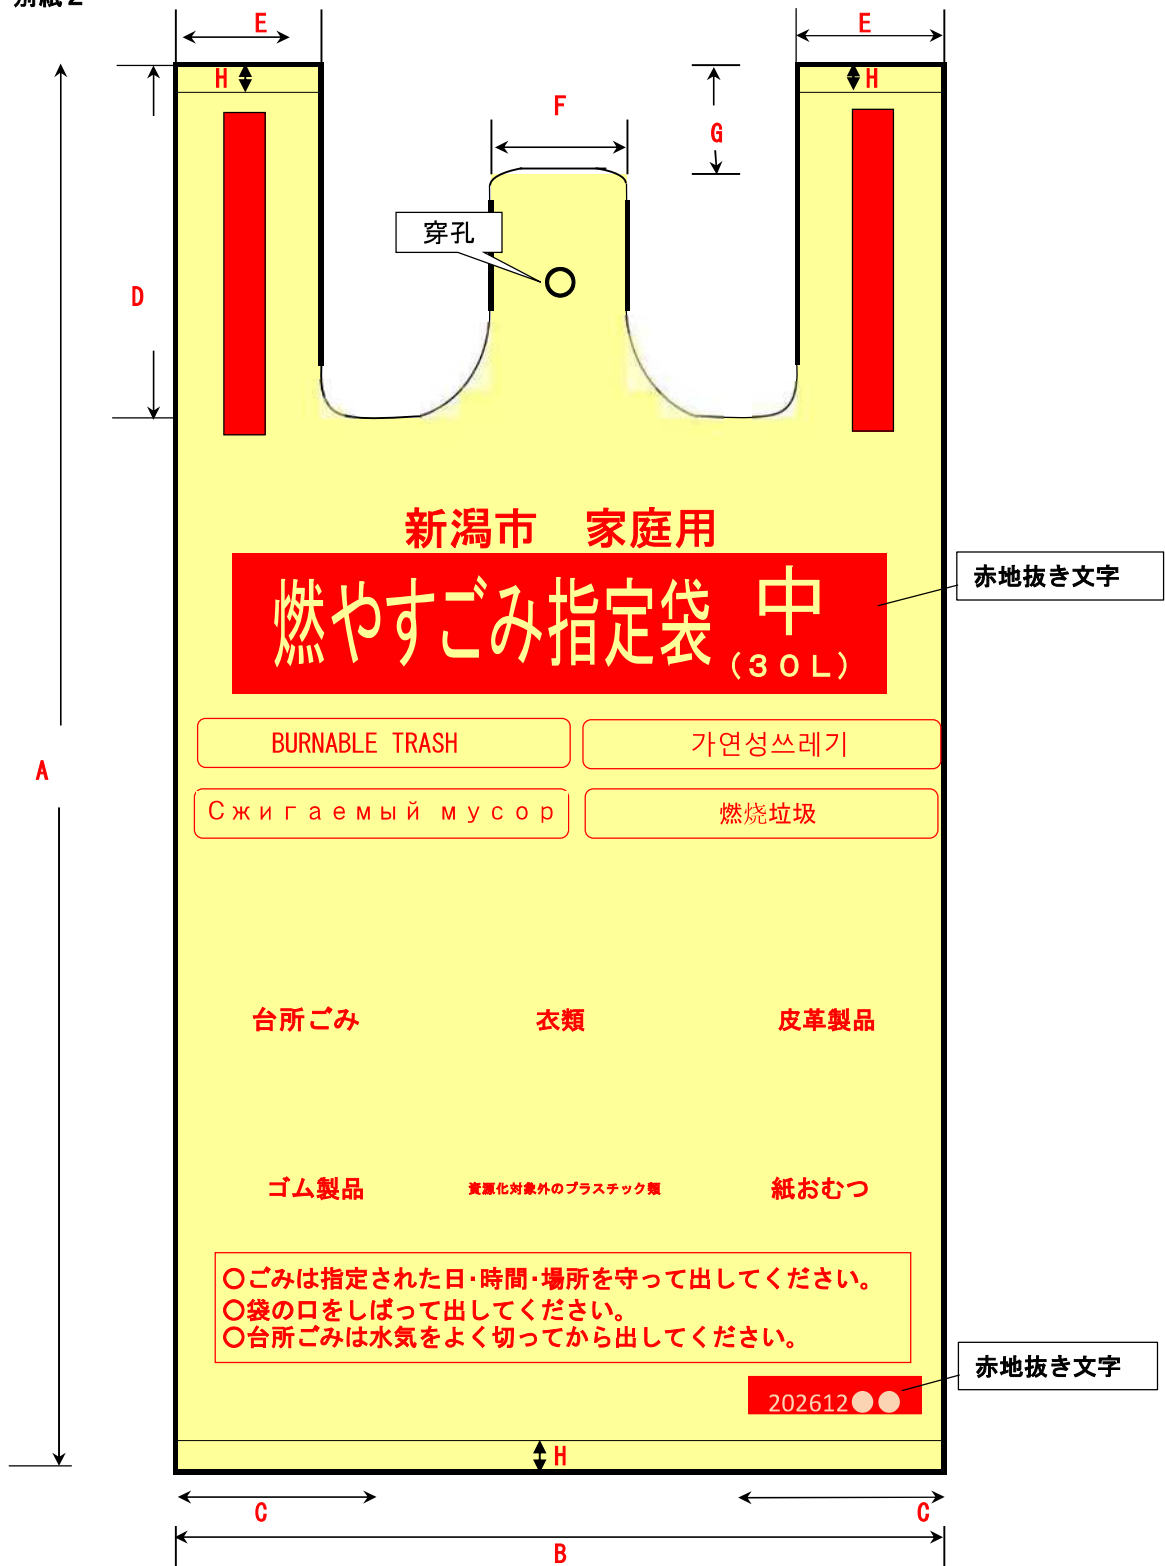 別紙2
E
E
H
H
F
G
穿孔
D
新潟市　家庭用
燃やすごみ指定袋 中
(30L)
赤地抜き文字
BURNABLE TRASH
가연성쓰레기
A
Сжигаемый мусор
燃烧垃圾
台所ごみ
衣類
皮革製品
ゴム製品
資源化対象外のプラスチック類
紙おむつ
○ごみは指定された日・時間・場所を守って出してください。
○袋の口をしばって出してください。
○台所ごみは水気をよく切ってから出してください。
赤地抜き文字
202612●●
H
C
C
B